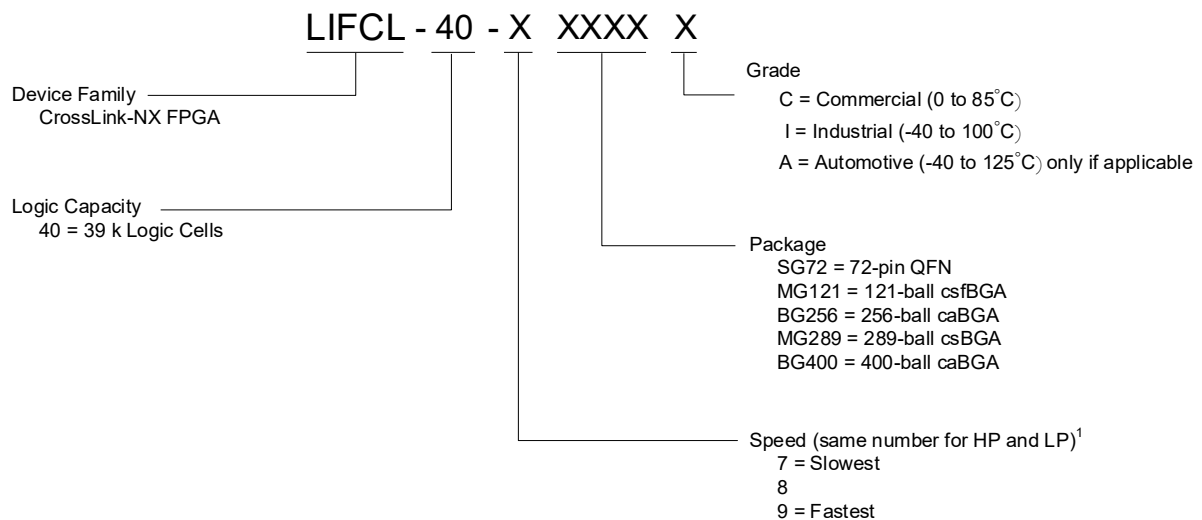 LIFCL - 40 - X XXXX X
Device Family
CrossLink-NX FPGA
Logic Capacity
40 = 39 k Logic Cells
Grade
C = Commercial (0 to 85°C)
I = Industrial (-40 to 100°C)
A = Automotive (-40 to 125°C) only if applicable
Package
SG72 = 72-pin QFN
MG121 = 121-ball csfBGA
BG256 = 256-ball caBGA
MG289 = 289-ball csBGA
BG400 = 400-ball caBGA
Speed (same number for HP and LP)¹
7 = Slowest
8
9 = Fastest